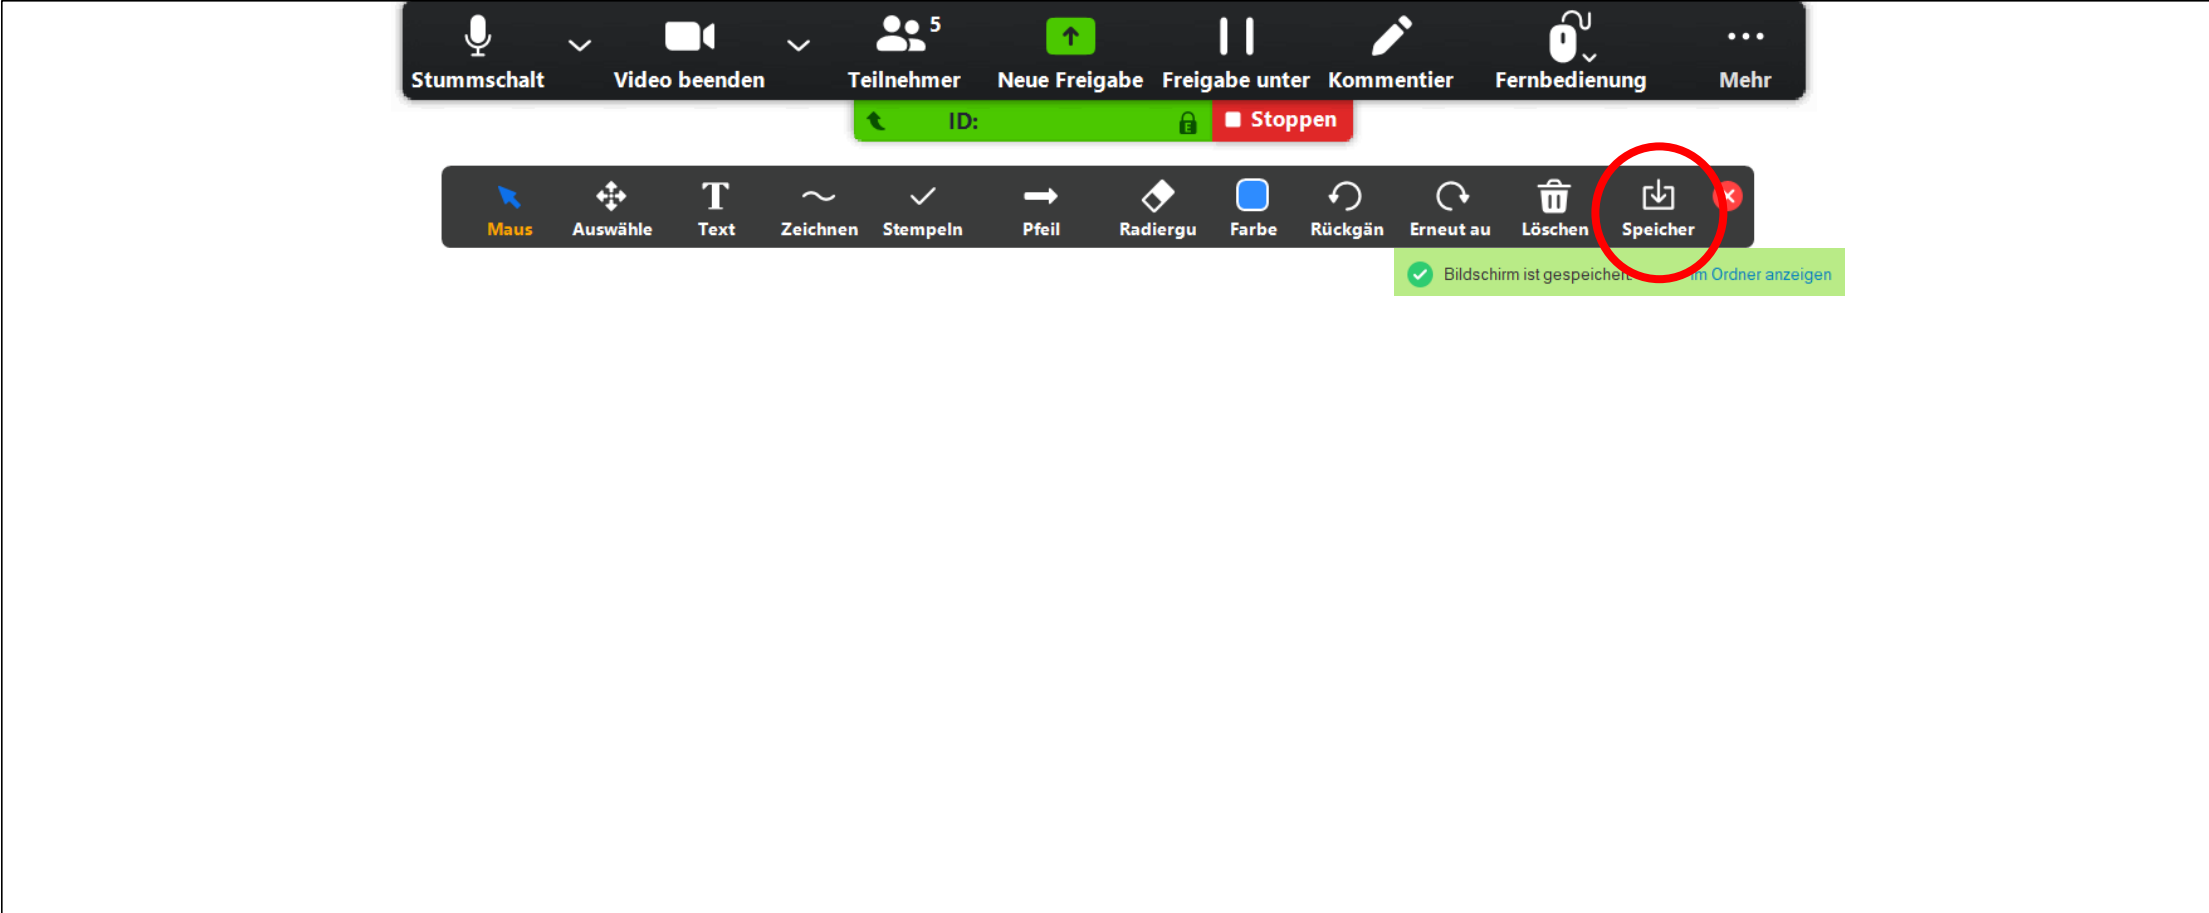 5
Stummschalt Video beenden Teilnehmer Neue Freigabe Freigabe unter Kommentier Fernbedienung Mehr
ID: Stoppen
Maus Auswähle Text Zeichnen Stempeln Pfeil Radiergu Farbe Rückgän Erneut au Löschen Speicher
Bildschirm ist gespeichert Im Ordner anzeigen